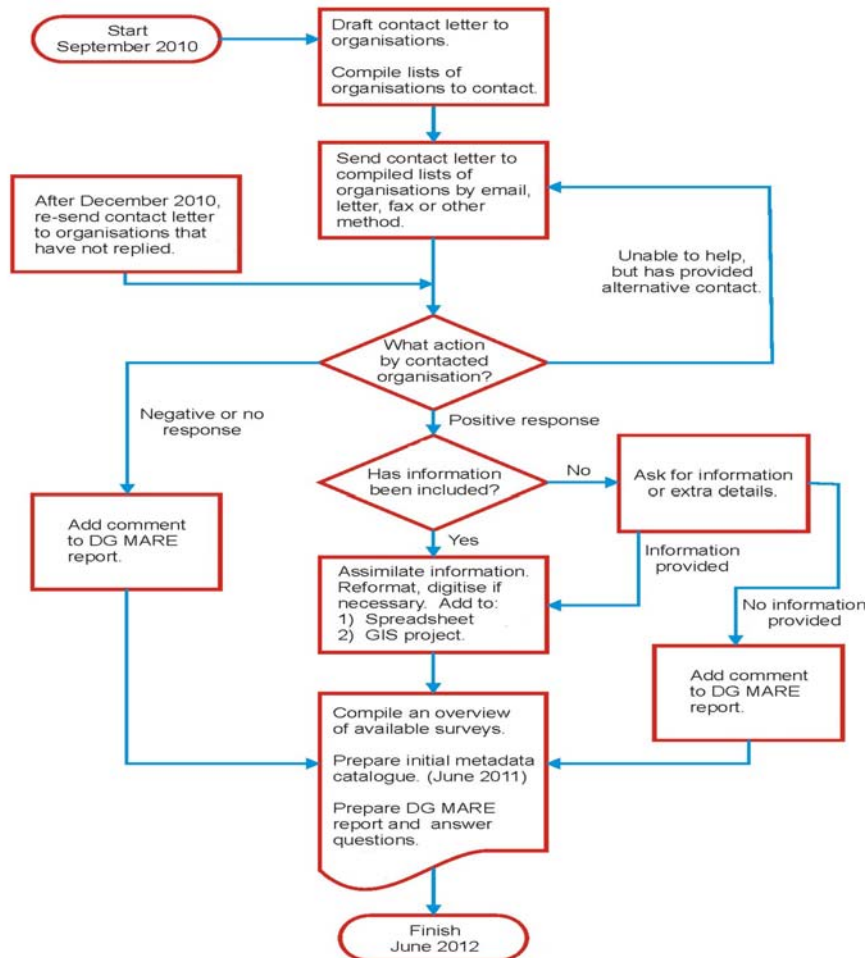 Start
September 2010
Draft contact letter to
organisations.
Compile lists of
organisations to contact.
Send contact letter to
compiled lists of
organisations by email,
letter, fax or other
method.
After December 2010,
re-send contact letter
to organisations that
have not replied.
Unable to help,
but has provided
alternative contact.
What action
by contacted
organisation?
Negative or no
response
Positive response
Has information
been included?
No
Ask for information
or extra details.
Add comment
to DG MARE
report.
Yes
Information
provided
Assimilate information.
Reformat, digitise if
necessary. Add to:
1) Spreadsheet
2) GIS project.
No information
provided
Add comment
to DG MARE
report.
Compile an overview
of available surveys.
Prepare initial metadata
catalogue. (June 2011)
Prepare DG MARE
report and answer
questions.
Finish
June 2012